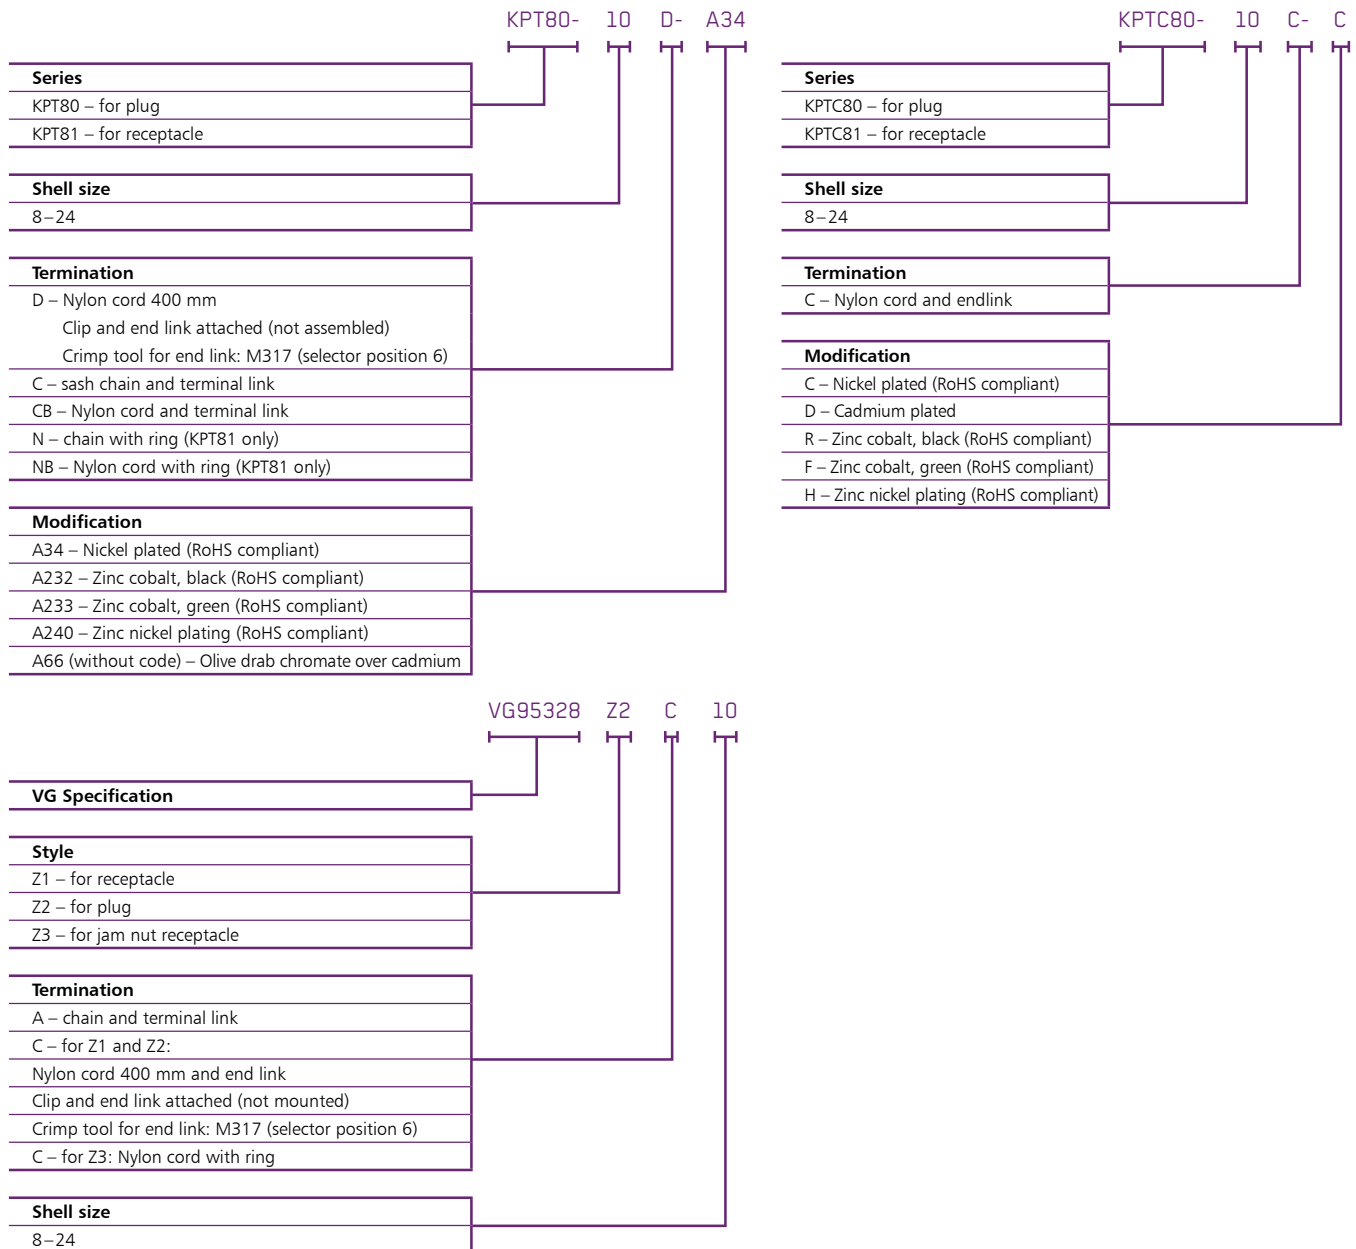 KPT80- 10 D- A34
Series
KPT80 – for plug
KPT81 – for receptacle
Shell size
8–24
Termination
D – Nylon cord 400 mm
Clip and end link attached (not assembled)
Crimp tool for end link: M317 (selector position 6)
C – sash chain and terminal link
CB – Nylon cord and terminal link
N – chain with ring (KPT81 only)
NB – Nylon cord with ring (KPT81 only)
Modification
A34 – Nickel plated (RoHS compliant)
A232 – Zinc cobalt, black (RoHS compliant)
A233 – Zinc cobalt, green (RoHS compliant)
A240 – Zinc nickel plating (RoHS compliant)
A66 (without code) – Olive drab chromate over cadmium
KPTC80- 10 C- C
Series
KPTC80 – for plug
KPTC81 – for receptacle
Shell size
8–24
Termination
C – Nylon cord and endlink
Modification
C – Nickel plated (RoHS compliant)
D – Cadmium plated
R – Zinc cobalt, black (RoHS compliant)
F – Zinc cobalt, green (RoHS compliant)
H – Zinc nickel plating (RoHS compliant)
VG95328 Z2 C 10
VG Specification
Style
Z1 – for receptacle
Z2 – for plug
Z3 – for jam nut receptacle
Termination
A – chain and terminal link
C – for Z1 and Z2:
Nylon cord 400 mm and end link
Clip and end link attached (not mounted)
Crimp tool for end link: M317 (selector position 6)
C – for Z3: Nylon cord with ring
Shell size
8–24